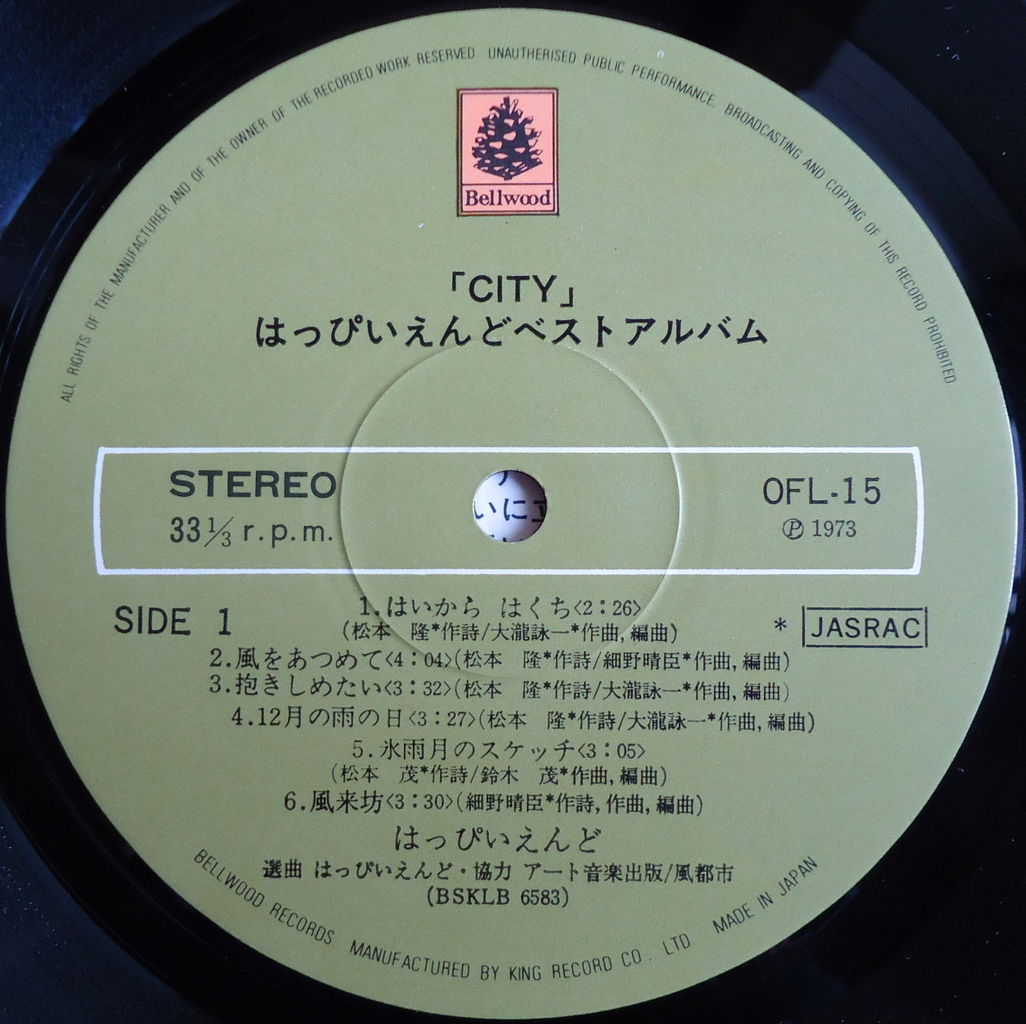 ALL RIGHTS OF THE MANUFACTURER AND OF THE OWNER OF THE RECORDED WORK RESERVED. UNAUTHERISED PUBLIC PERFORMANCE. BROADCASTING AND COPYING OF THIS RECORD PROHIBITED
Bellwood
「CITY」
はっぴいえんどベストアルバム
STEREO
33⅓ r.p.m.
OFL-15
Ⓟ 1973
いに
SIDE 1
* JASRAC
1.はいから はくち<2:26>
(松本 隆*作詩/大瀧詠一*作曲,編曲)
2.風をあつめて<4:04>(松本 隆*作詩/細野晴臣*作曲,編曲)
3.抱きしめたい<3:32>(松本 隆*作詩/大瀧詠一*作曲,編曲)
4.12月の雨の日<3:27>(松本 隆*作詩/大瀧詠一*作曲,編曲)
5.氷雨月のスケッチ<3:05>
(松本 茂*作詩/鈴木 茂*作曲,編曲)
6.風来坊<3:30>(細野晴臣*作詩,作曲,編曲)
はっぴいえんど
選曲 はっぴいえんど・協力 アート音楽出版/風都市
(BSKLB 6583)
BELLWOOD RECORDS MANUFACTURED BY KING RECORD CO. LTD MADE IN JAPAN